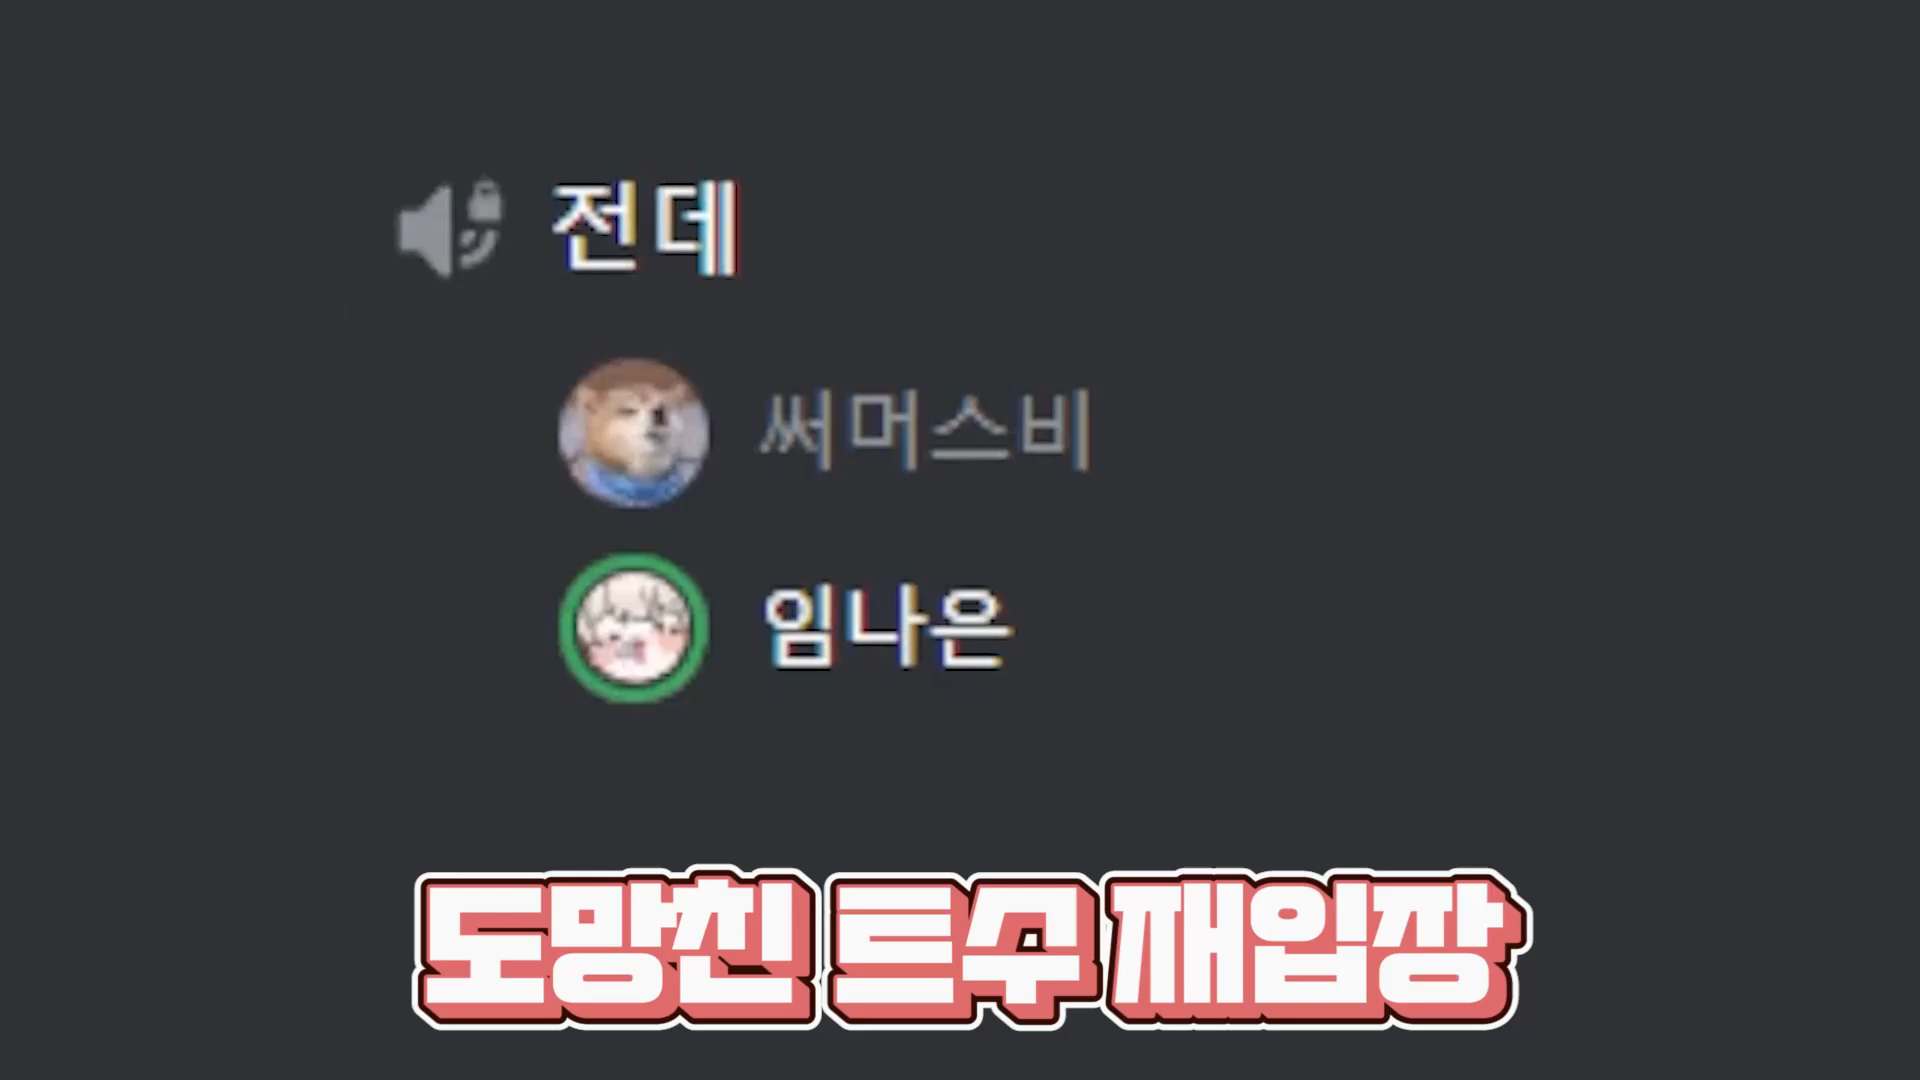 전데
써머스비
임나은
도망친 트수 재입장